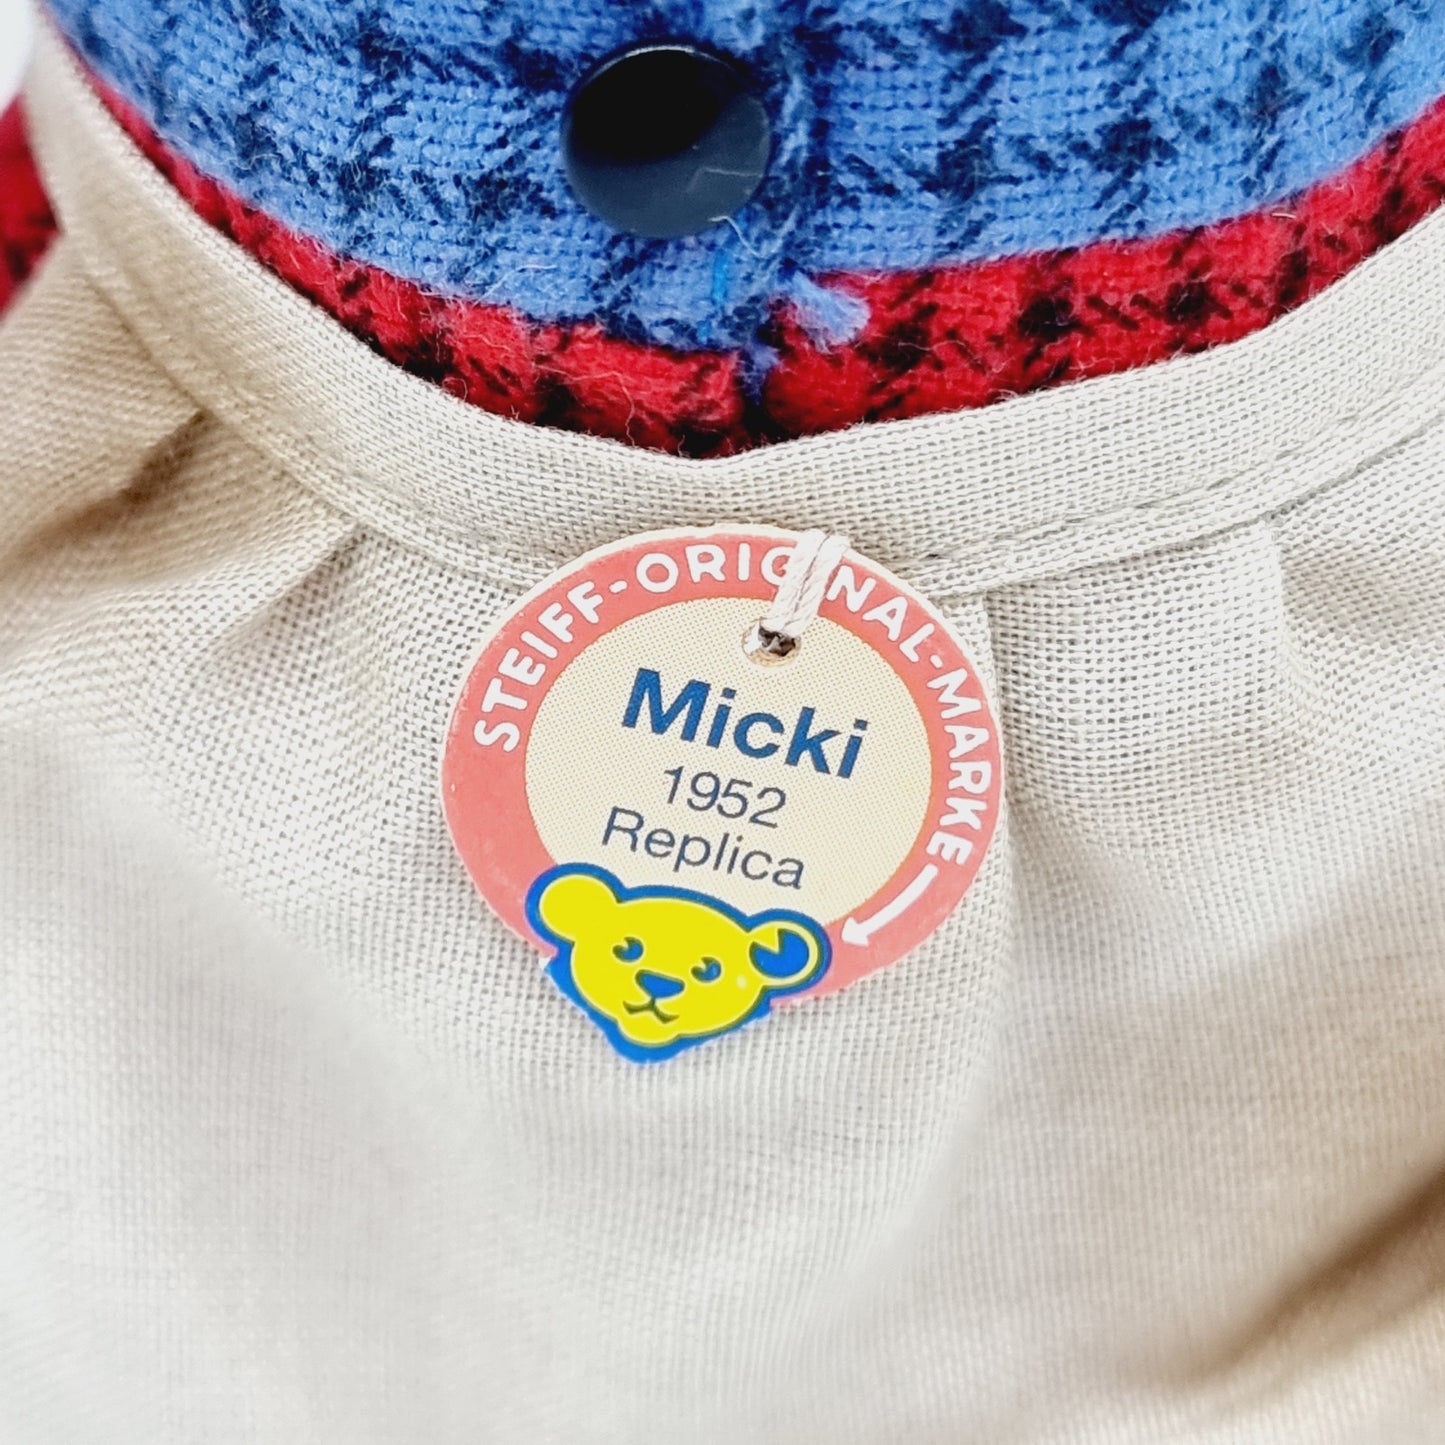 STEIFF-ORIGINAL-MARKE
Micki
1952
Replica